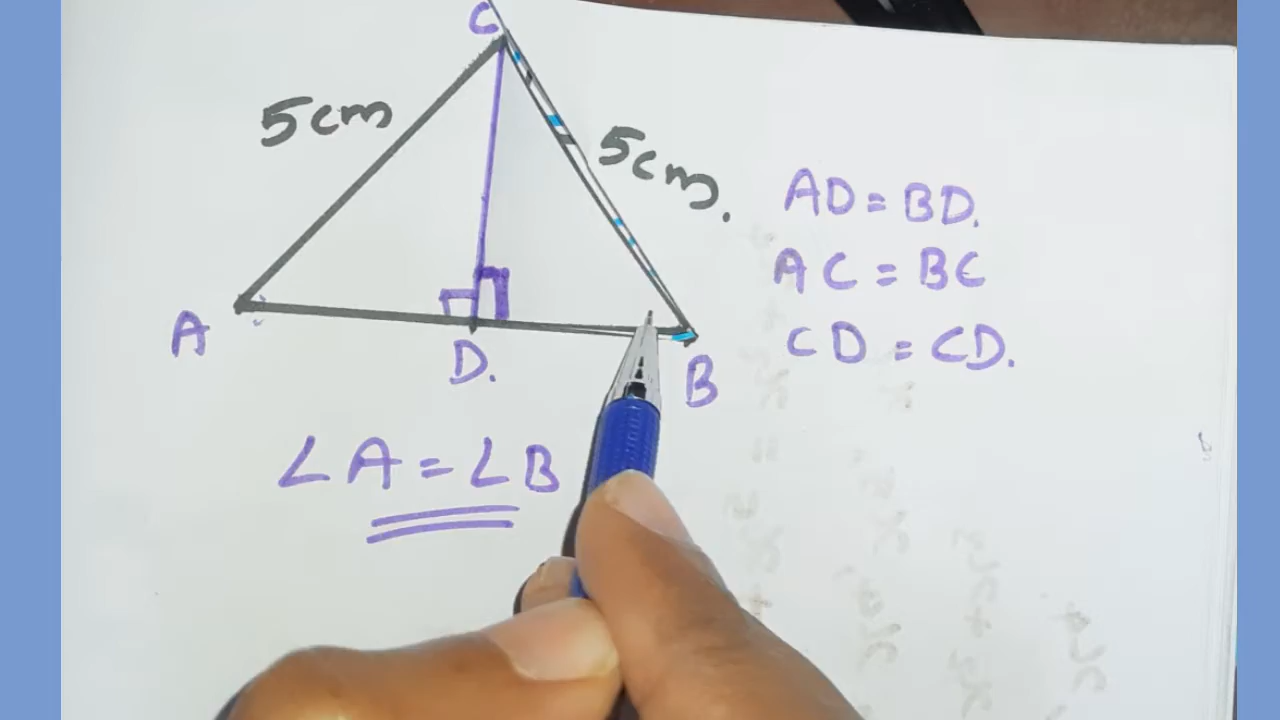 C
5cm
5cm.
AD = BD.
AC = BC
CD = CD.
A
D.
B
∠A = ∠B